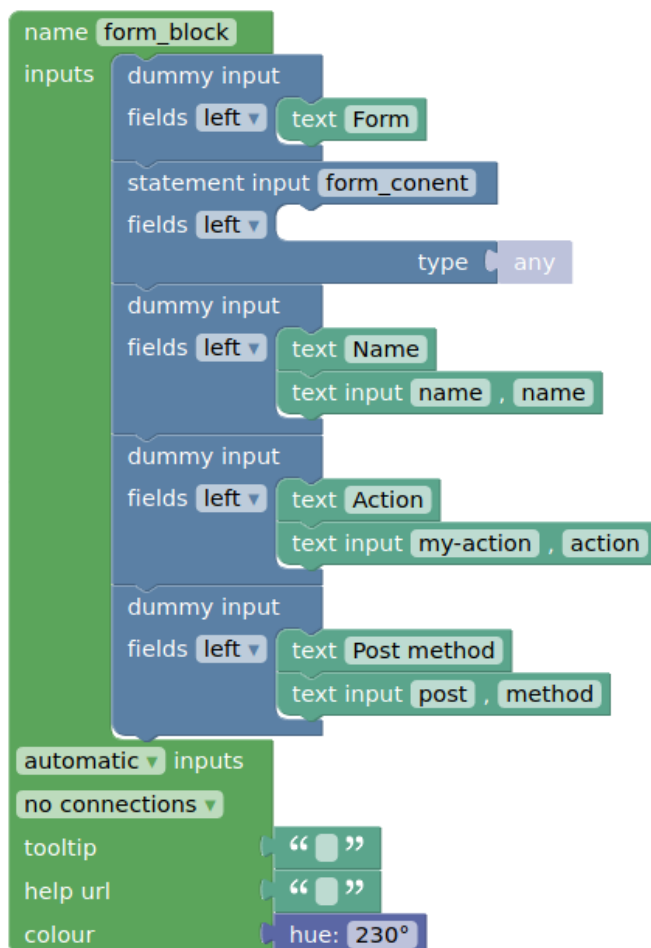 name form_block
inputs dummy input
fields left ▾ text Form
statement input form_conent
fields left ▾
type any
dummy input
fields left ▾ text Name
text input name , name
dummy input
fields left ▾ text Action
text input my-action , action
dummy input
fields left ▾ text Post method
text input post , method
automatic ▾ inputs
no connections ▾
tooltip “ ”
help url “ ”
colour hue: 230°